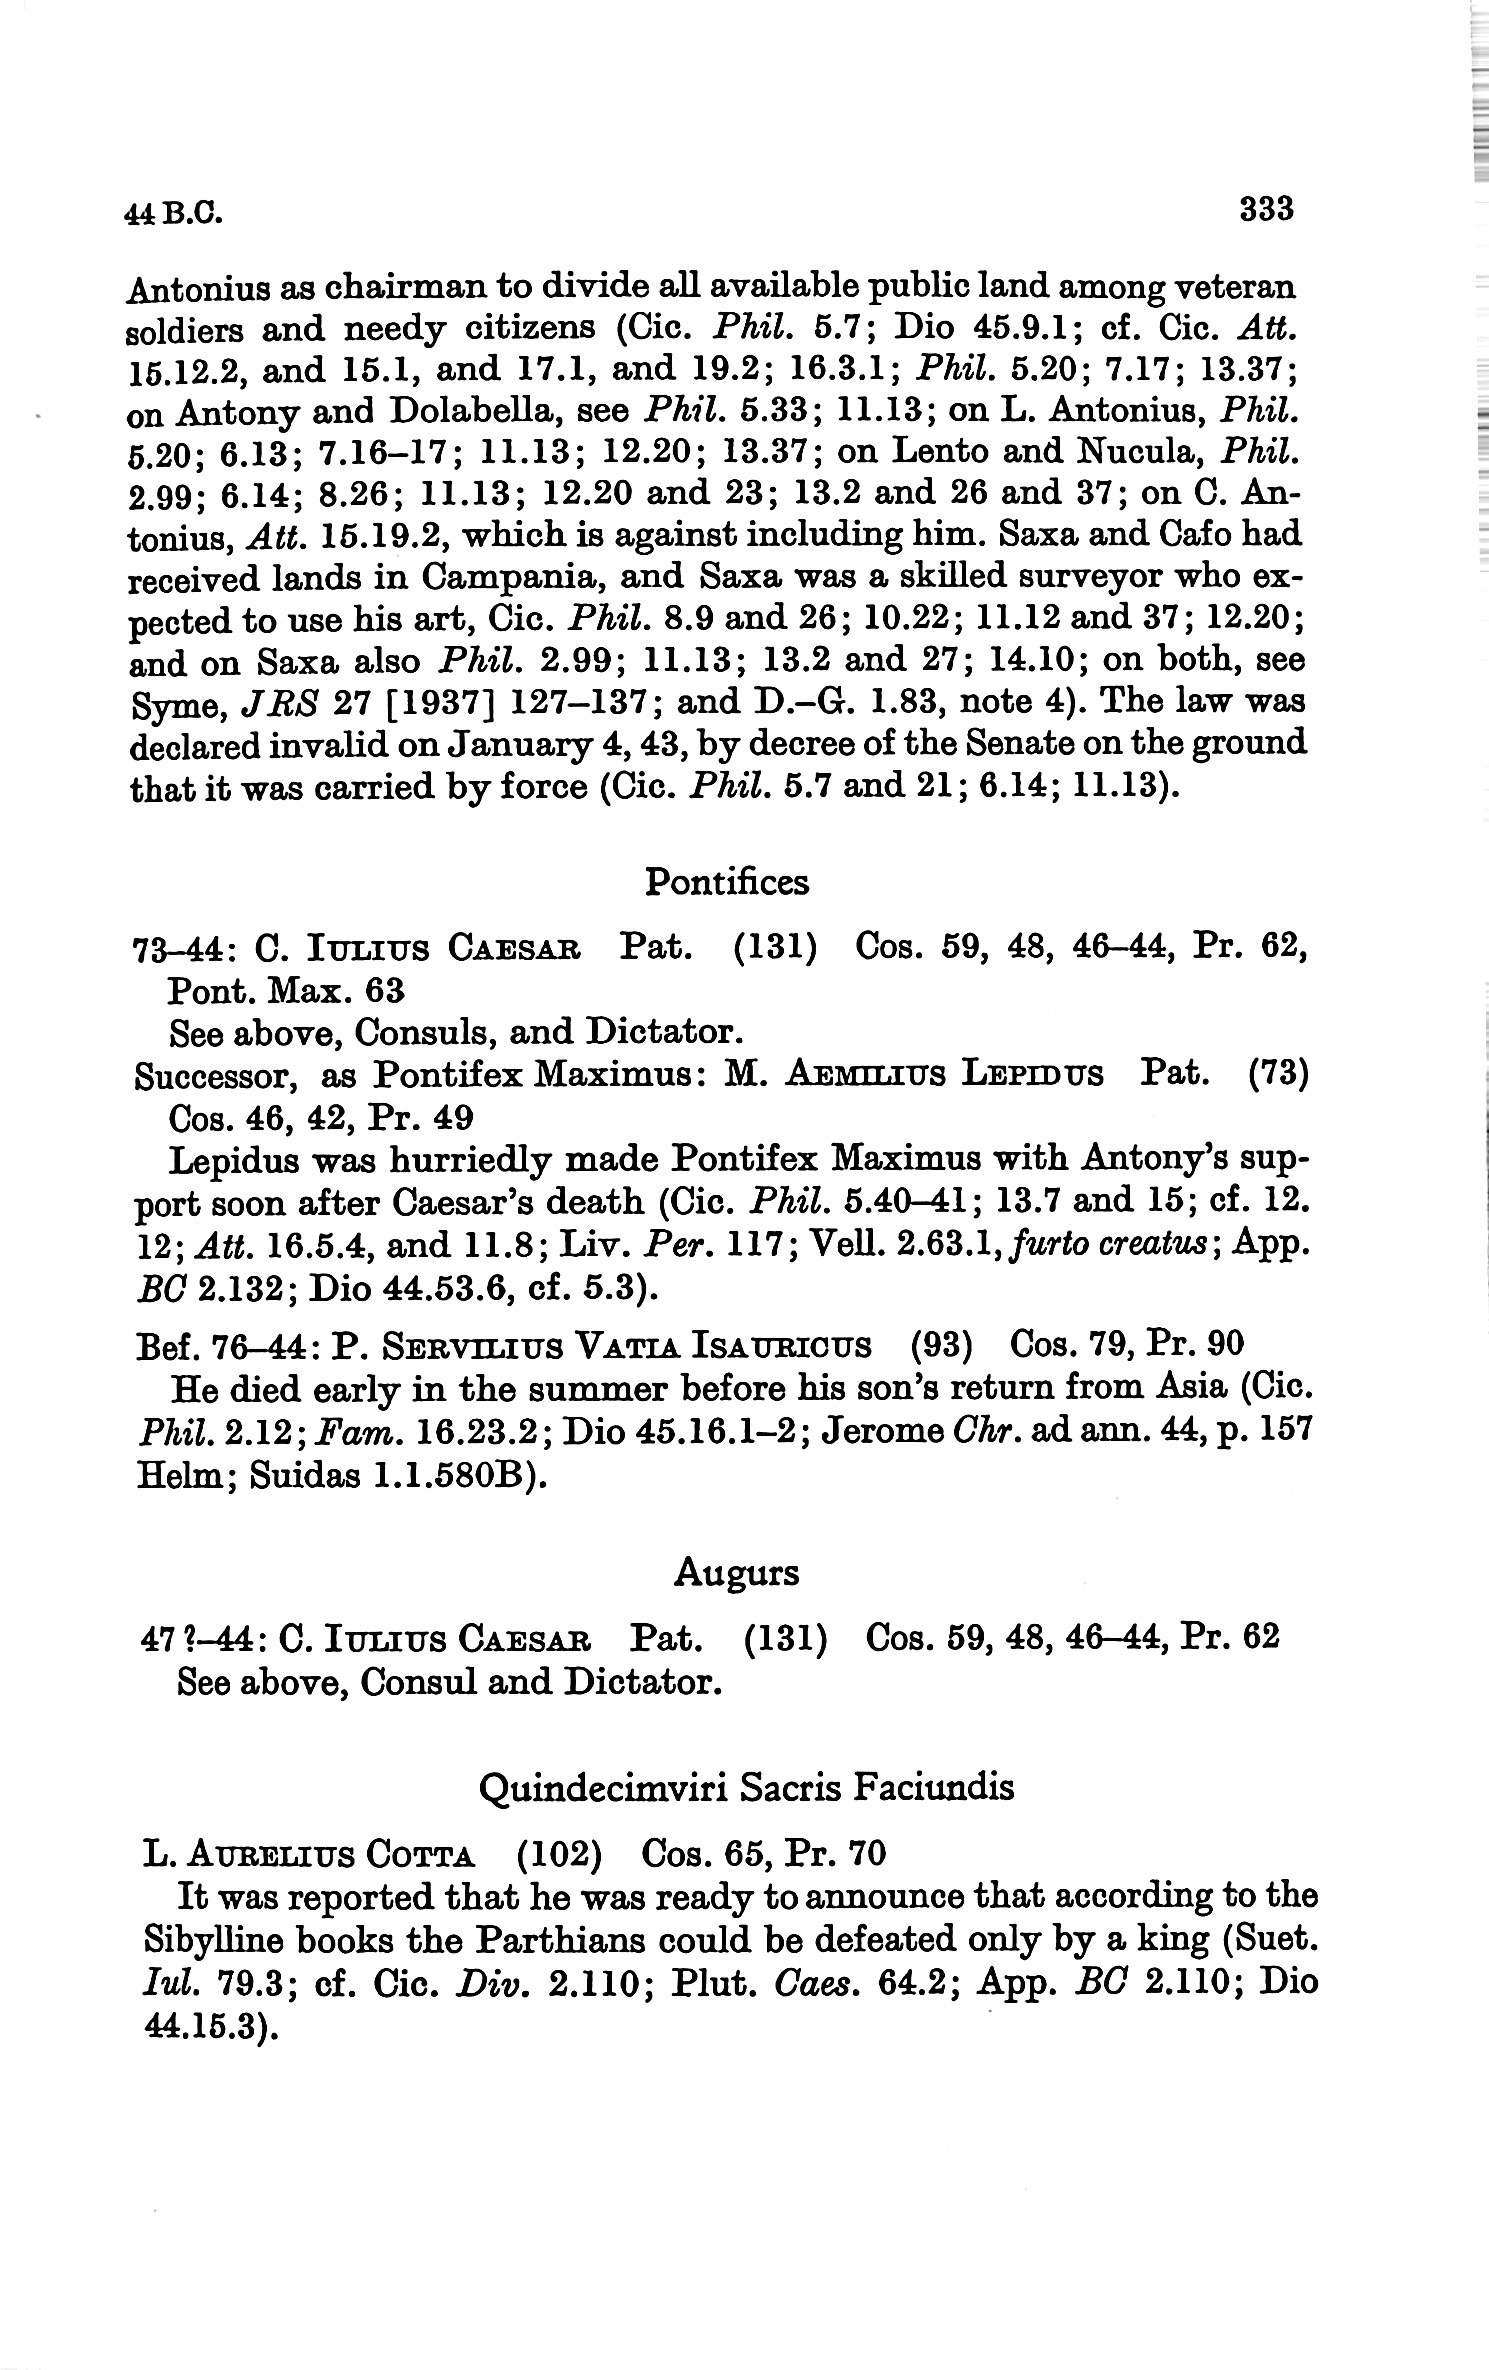 44 B.C. 333
Antonius as chairman to divide all available public land among veteran
soldiers and needy citizens (Cic. Phil. 5.7; Dio 45.9.1; cf. Cic. Att.
15.12.2, and 15.1, and 17.1, and 19.2; 16.3.1; Phil. 5.20; 7.17; 13.37;
on Antony and Dolabella, see Phil. 5.33; 11.13; on L. Antonius, Phil.
5.20; 6.13; 7.16–17; 11.13; 12.20; 13.37; on Lento and Nucula, Phil.
2.99; 6.14; 8.26; 11.13; 12.20 and 23; 13.2 and 26 and 37; on C. An-
tonius, Att. 15.19.2, which is against including him. Saxa and Cafo had
received lands in Campania, and Saxa was a skilled surveyor who ex-
pected to use his art, Cic. Phil. 8.9 and 26; 10.22; 11.12 and 37; 12.20;
and on Saxa also Phil. 2.99; 11.13; 13.2 and 27; 14.10; on both, see
Syme, JRS 27 [1937] 127–137; and D.–G. 1.83, note 4). The law was
declared invalid on January 4, 43, by decree of the Senate on the ground
that it was carried by force (Cic. Phil. 5.7 and 21; 6.14; 11.13).
Pontifices
73–44: C. IULIUS CAESAR Pat. (131) Cos. 59, 48, 46–44, Pr. 62,
Pont. Max. 63
See above, Consuls, and Dictator.
Successor, as Pontifex Maximus: M. AEMILIUS LEPIDUS Pat. (73)
Cos. 46, 42, Pr. 49
Lepidus was hurriedly made Pontifex Maximus with Antony's sup-
port soon after Caesar's death (Cic. Phil. 5.40–41; 13.7 and 15; cf. 12.
12; Att. 16.5.4, and 11.8; Liv. Per. 117; Vell. 2.63.1, furto creatus; App.
BC 2.132; Dio 44.53.6, cf. 5.3).
Bef. 76–44: P. SERVILIUS VATIA ISAURICUS (93) Cos. 79, Pr. 90
He died early in the summer before his son's return from Asia (Cic.
Phil. 2.12; Fam. 16.23.2; Dio 45.16.1–2; Jerome Chr. ad ann. 44, p. 157
Helm; Suidas 1.1.580B).
Augurs
47?–44: C. IULIUS CAESAR Pat. (131) Cos. 59, 48, 46–44, Pr. 62
See above, Consul and Dictator.
Quindecimviri Sacris Faciundis
L. AURELIUS COTTA (102) Cos. 65, Pr. 70
It was reported that he was ready to announce that according to the
Sibylline books the Parthians could be defeated only by a king (Suet.
Iul. 79.3; cf. Cic. Div. 2.110; Plut. Caes. 64.2; App. BC 2.110; Dio
44.15.3).